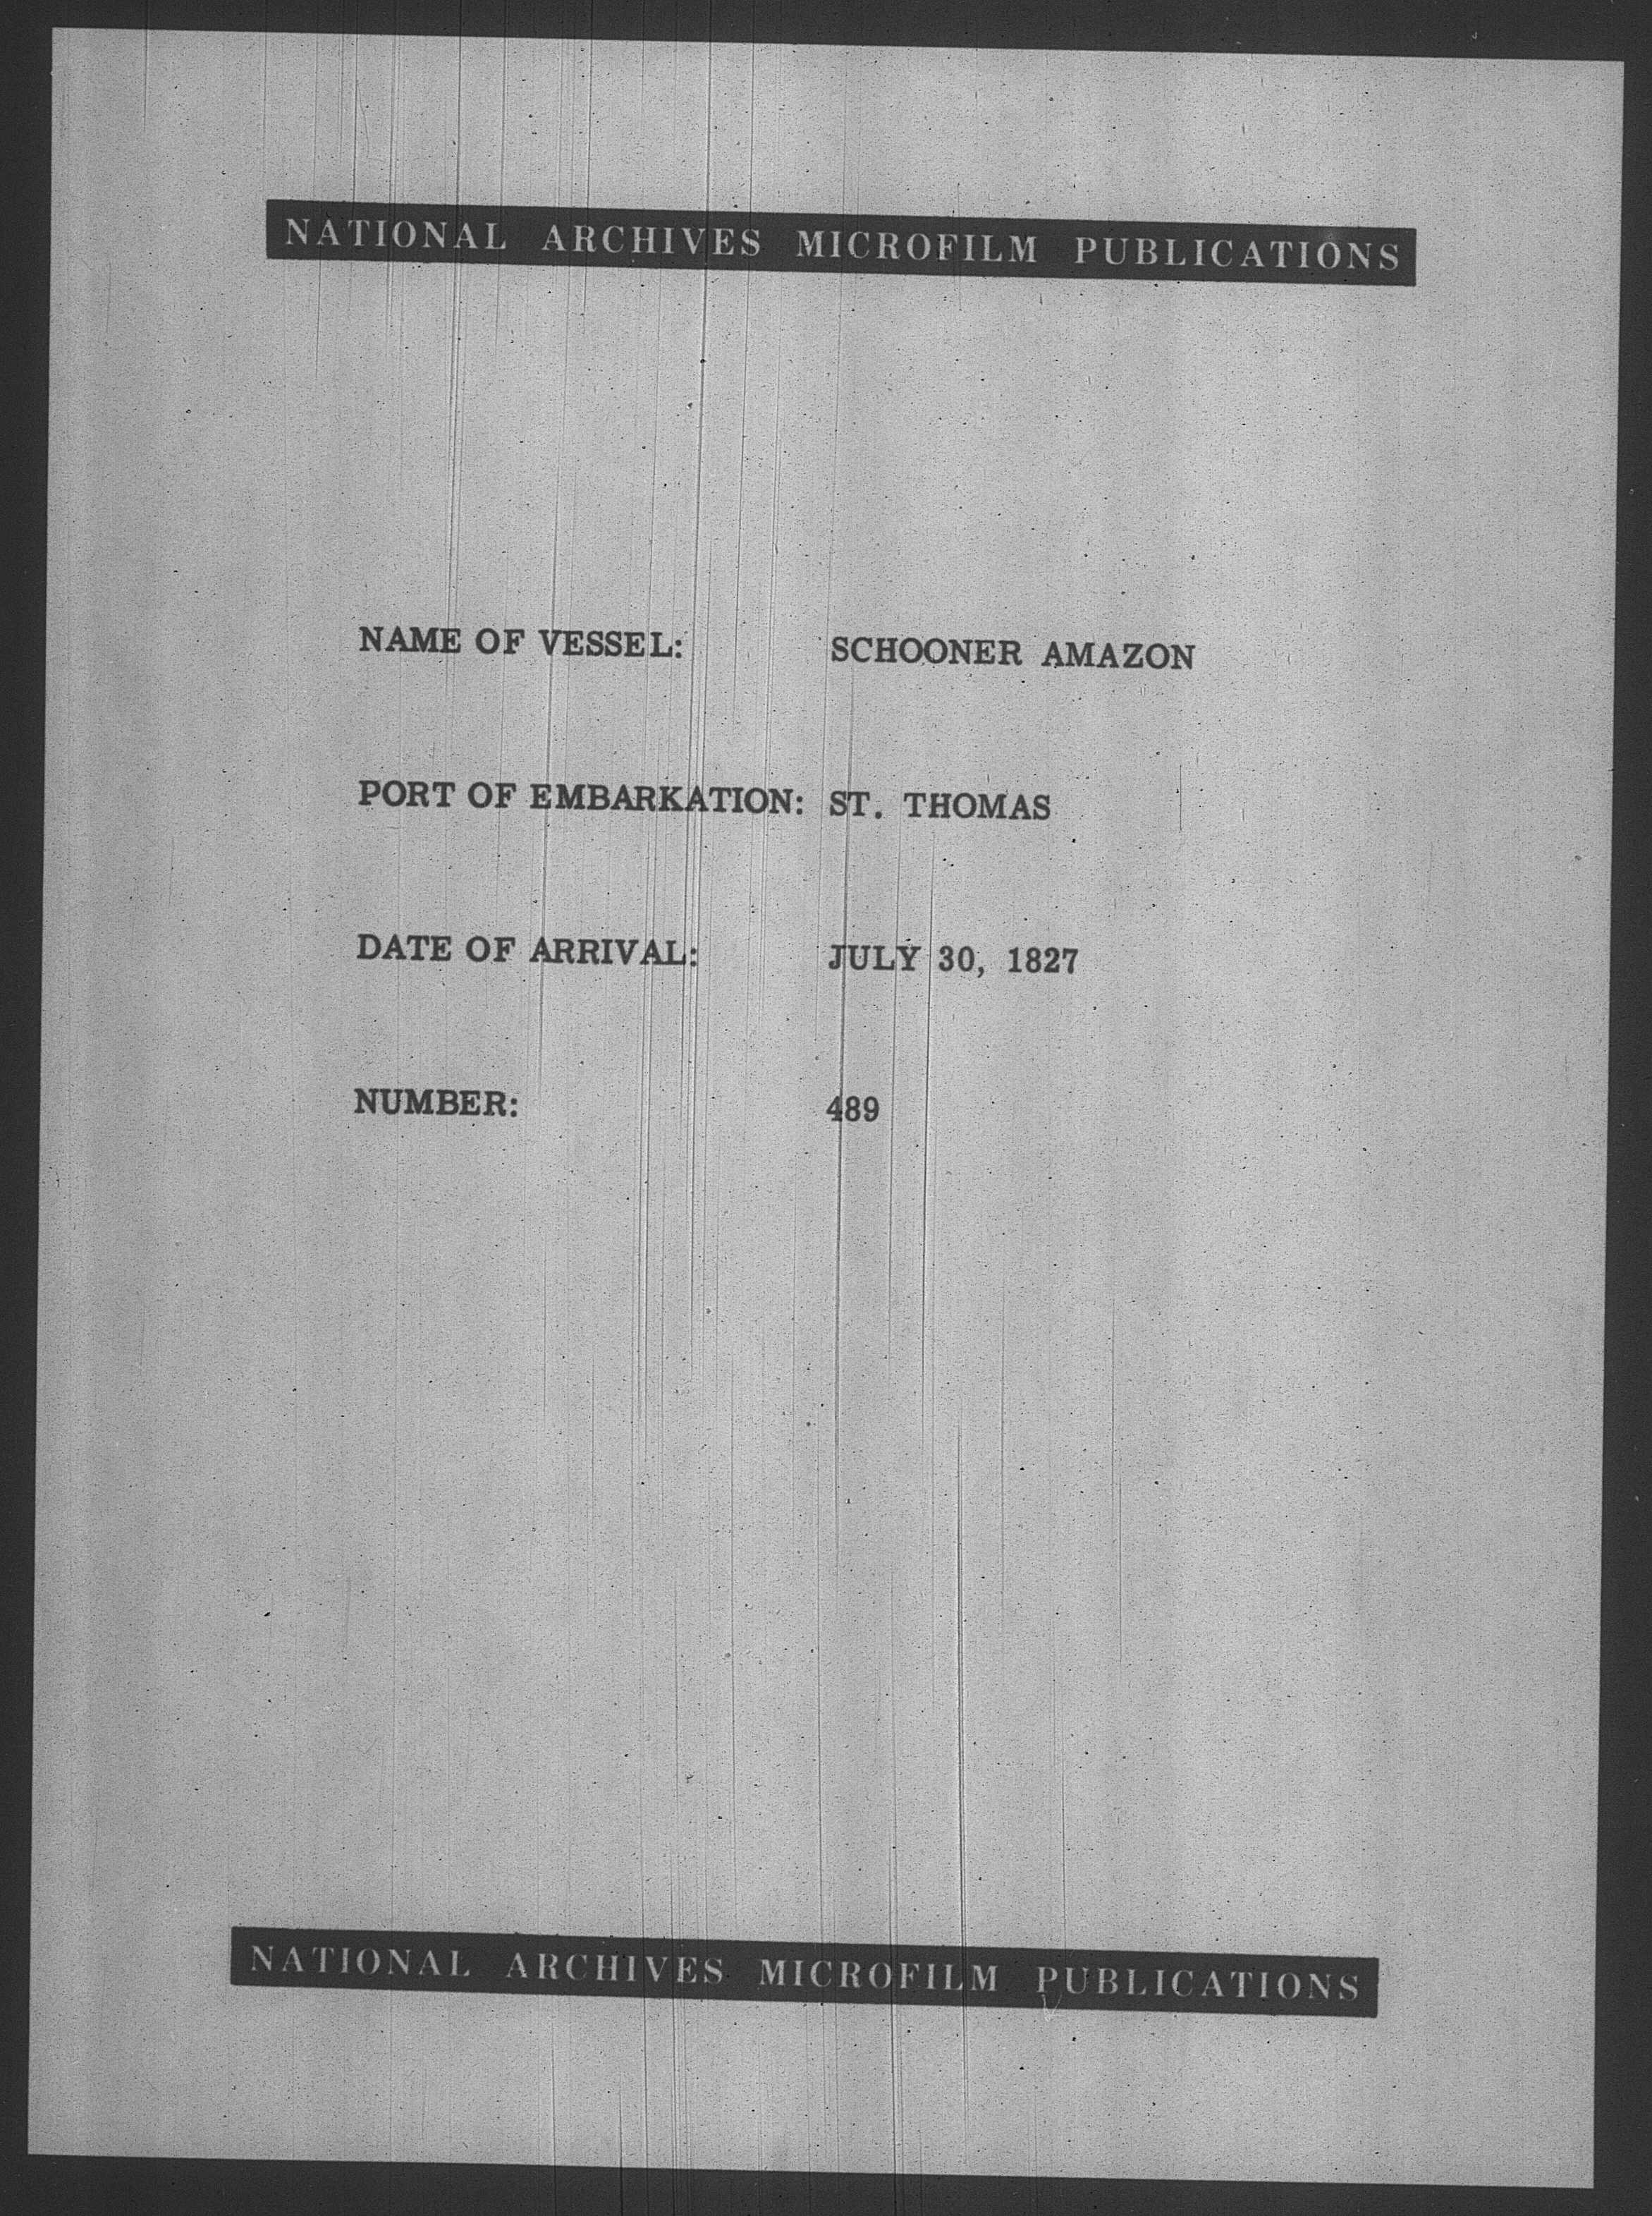 NATIONAL ARCHIVES MICROFILM PUBLICATIONS
NAME OF VESSEL: SCHOONER AMAZON
PORT OF EMBARKATION: ST. THOMAS
DATE OF ARRIVAL: JULY 30, 1827
NUMBER: 489
NATIONAL ARCHIVES MICROFILM PUBLICATIONS